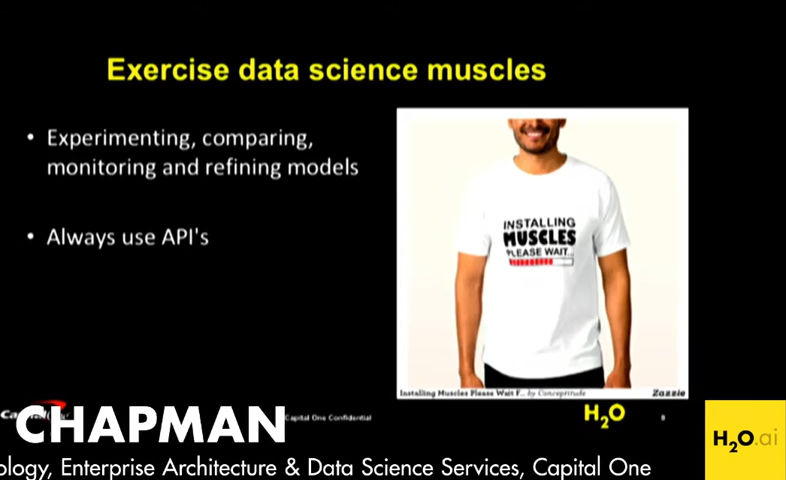 Exercise data science muscles
• Experimenting, comparing,
monitoring and refining models
• Always use API's
INSTALLING
MUSCLES
PLEASE WAIT...
Installing Muscles Please Wait F.. by Conceptitude
Zazzle
Capital One Confidential
H2O
8
CHAPMAN
ology, Enterprise Architecture & Data Science Services, Capital One
H2O.ai